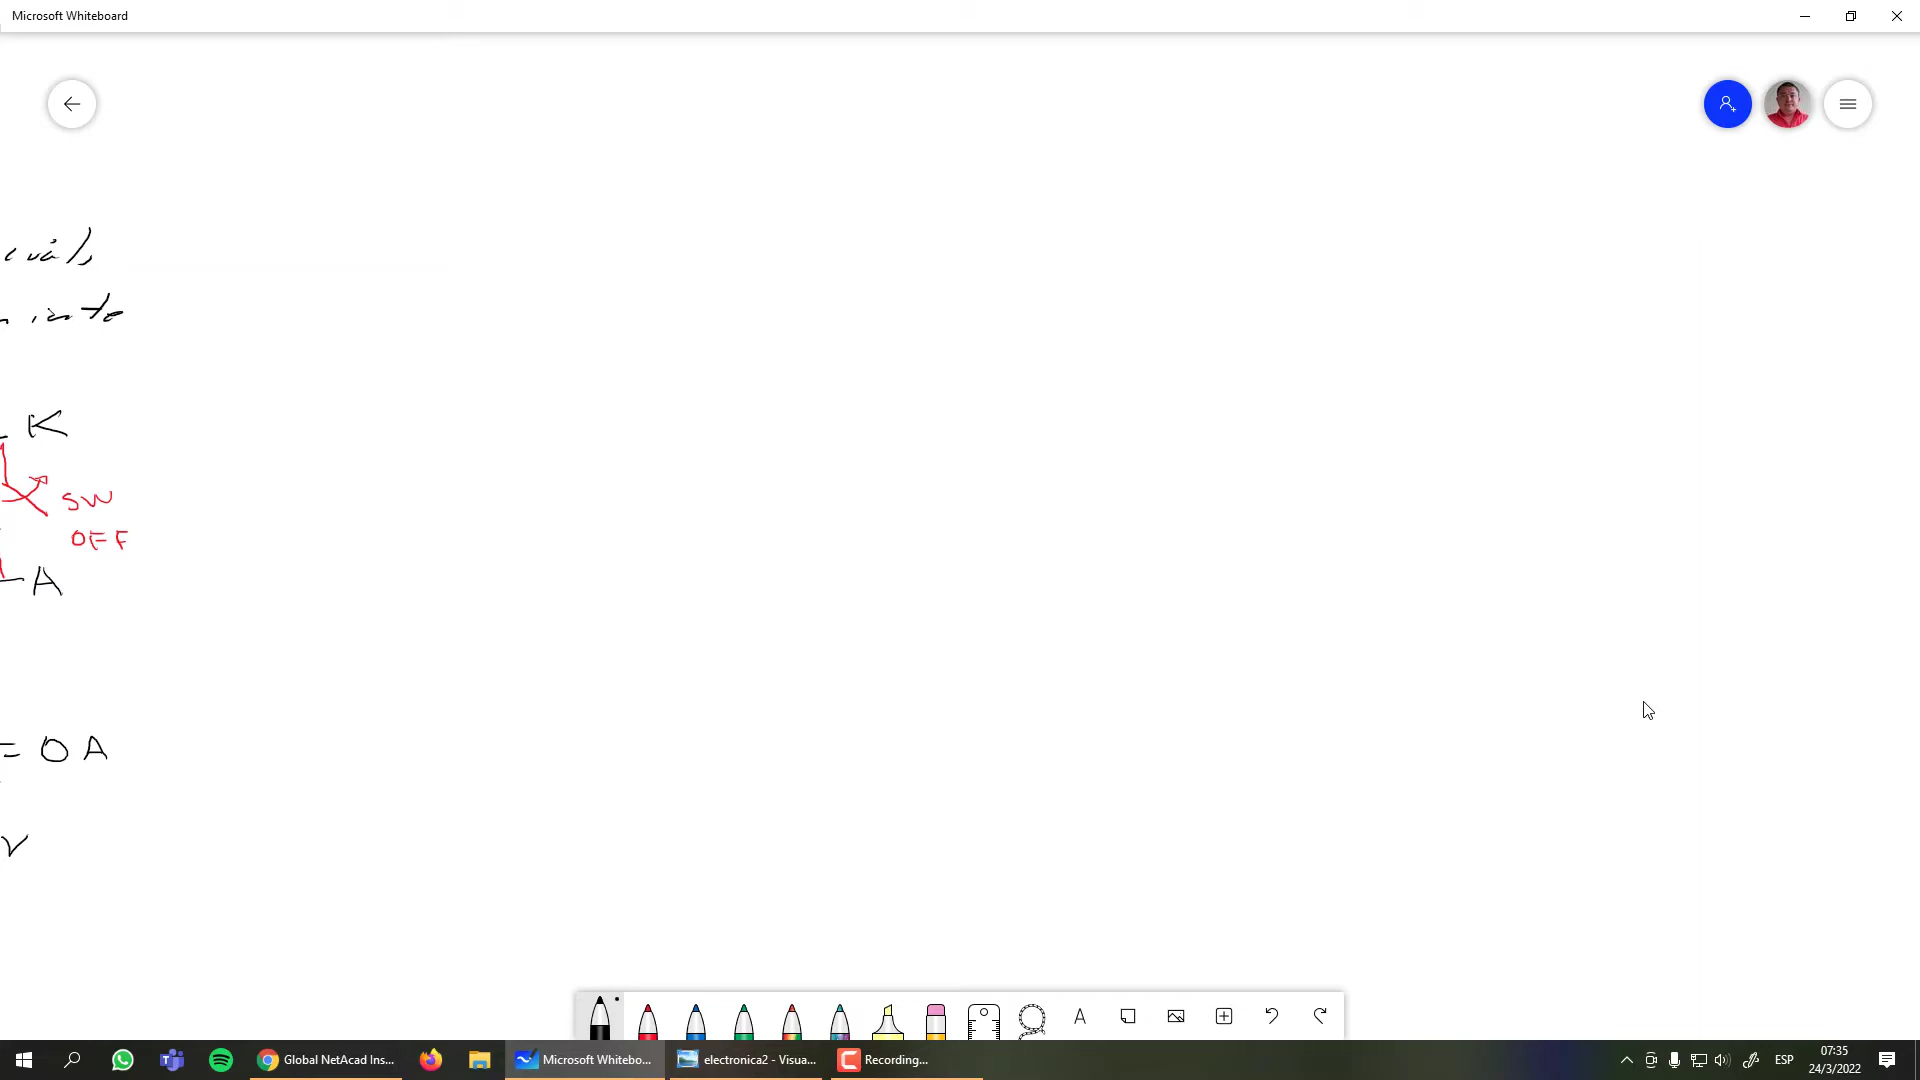 Microsoft Whiteboard
K
SW
OFF
A
= 0 A
V
A
Global NetAcad Ins...
Microsoft Whitebo...
electronica2 - Visua...
Recording...
ESP
07:35
24/3/2022